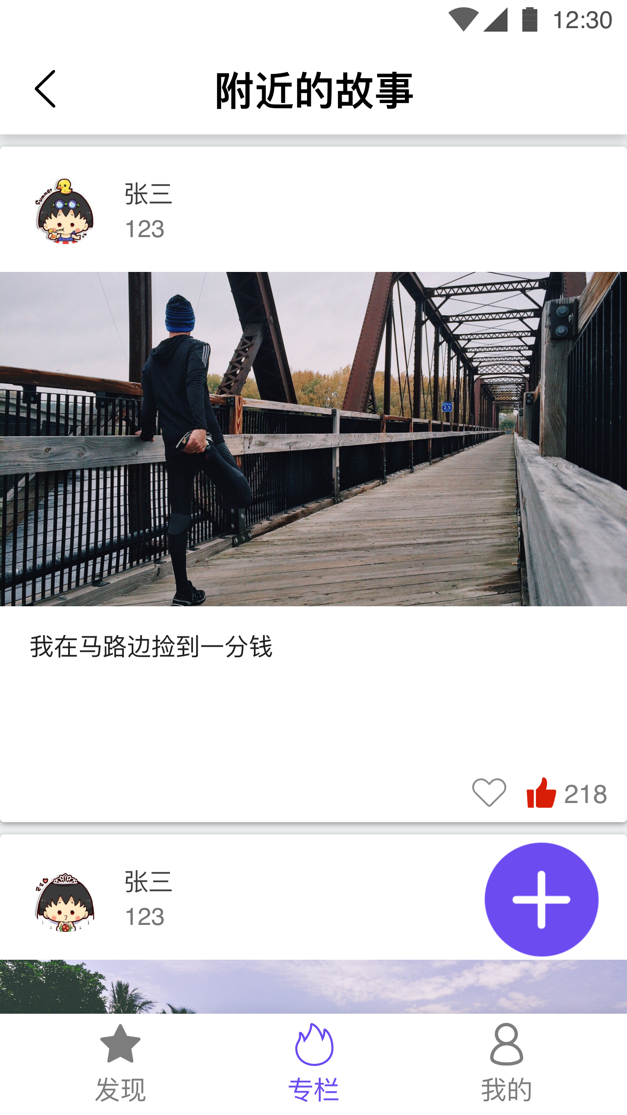 12:30
附近的故事
张三
123
我在马路边捡到一分钱
218
张三
123
发现
专栏
我的